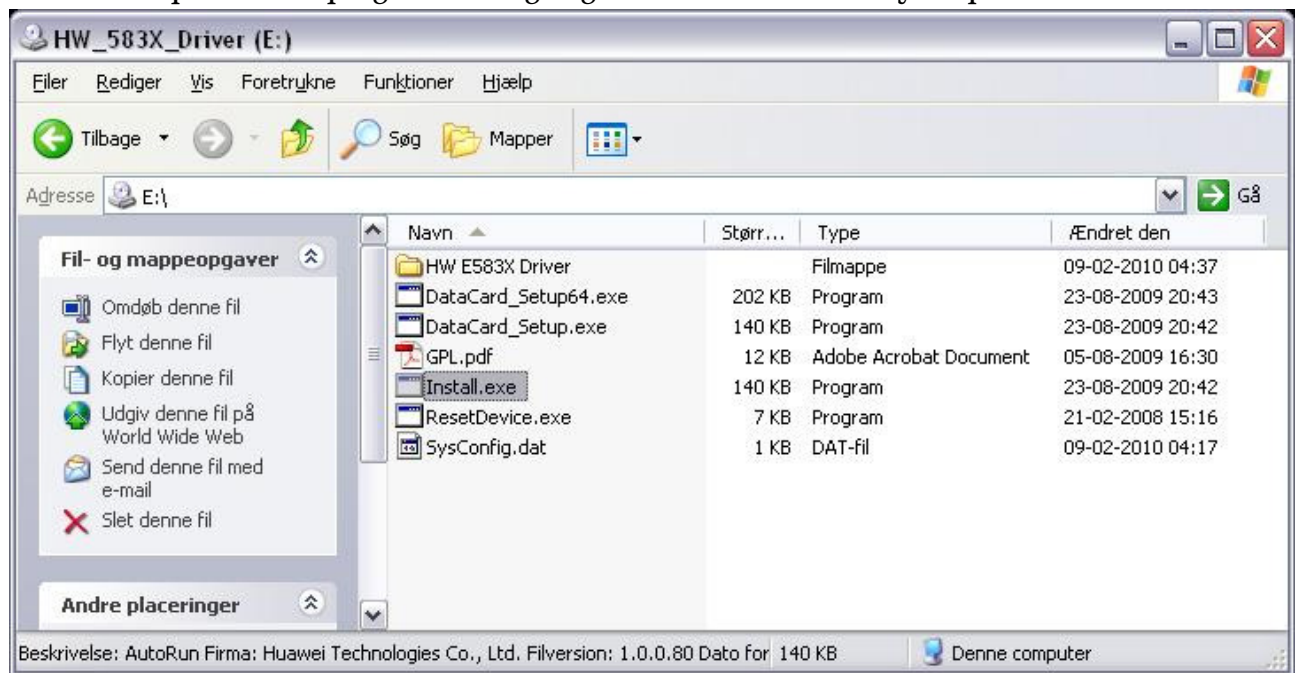 HW_583X_Driver (E:)
Filer Rediger Vis Foretrukne Funktioner Hjælp
Tilbage Søg Mapper
Adresse E:\ Gå
Navn Størr... Type Ændret den
Fil- og mappeopgaver
Omdøb denne fil
Flyt denne fil
Kopier denne fil
Udgiv denne fil på
World Wide Web
Send denne fil med
e-mail
Slet denne fil
Andre placeringer
HW E583X Driver Filmappe 09-02-2010 04:37
DataCard_Setup64.exe 202 KB Program 23-08-2009 20:43
DataCard_Setup.exe 140 KB Program 23-08-2009 20:42
GPL.pdf 12 KB Adobe Acrobat Document 05-08-2009 16:30
Install.exe 140 KB Program 23-08-2009 20:42
ResetDevice.exe 7 KB Program 21-02-2008 15:16
SysConfig.dat 1 KB DAT-fil 09-02-2010 04:17
Beskrivelse: AutoRun Firma: Huawei Technologies Co., Ltd. Filversion: 1.0.0.80 Dato for 140 KB Denne computer